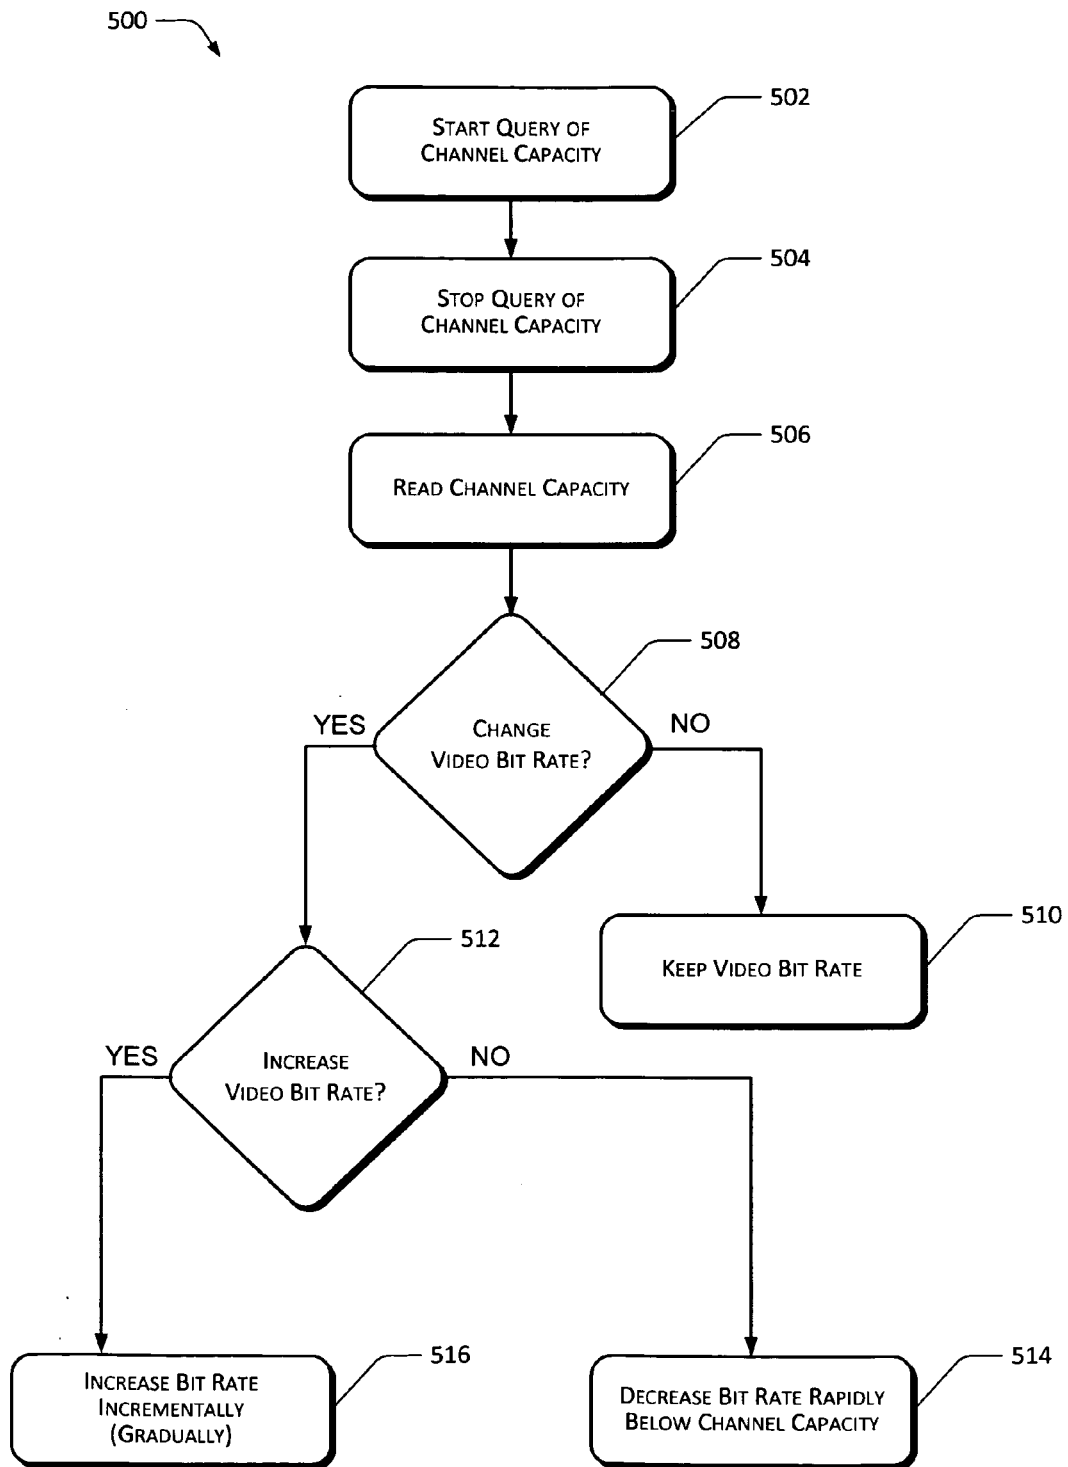 500
502
START QUERY OF
CHANNEL CAPACITY
504
STOP QUERY OF
CHANNEL CAPACITY
506
READ CHANNEL CAPACITY
508
CHANGE
VIDEO BIT RATE?
YES
NO
510
KEEP VIDEO BIT RATE
512
INCREASE
VIDEO BIT RATE?
YES
NO
516
INCREASE BIT RATE
INCREMENTALLY
(GRADUALLY)
514
DECREASE BIT RATE RAPIDLY
BELOW CHANNEL CAPACITY